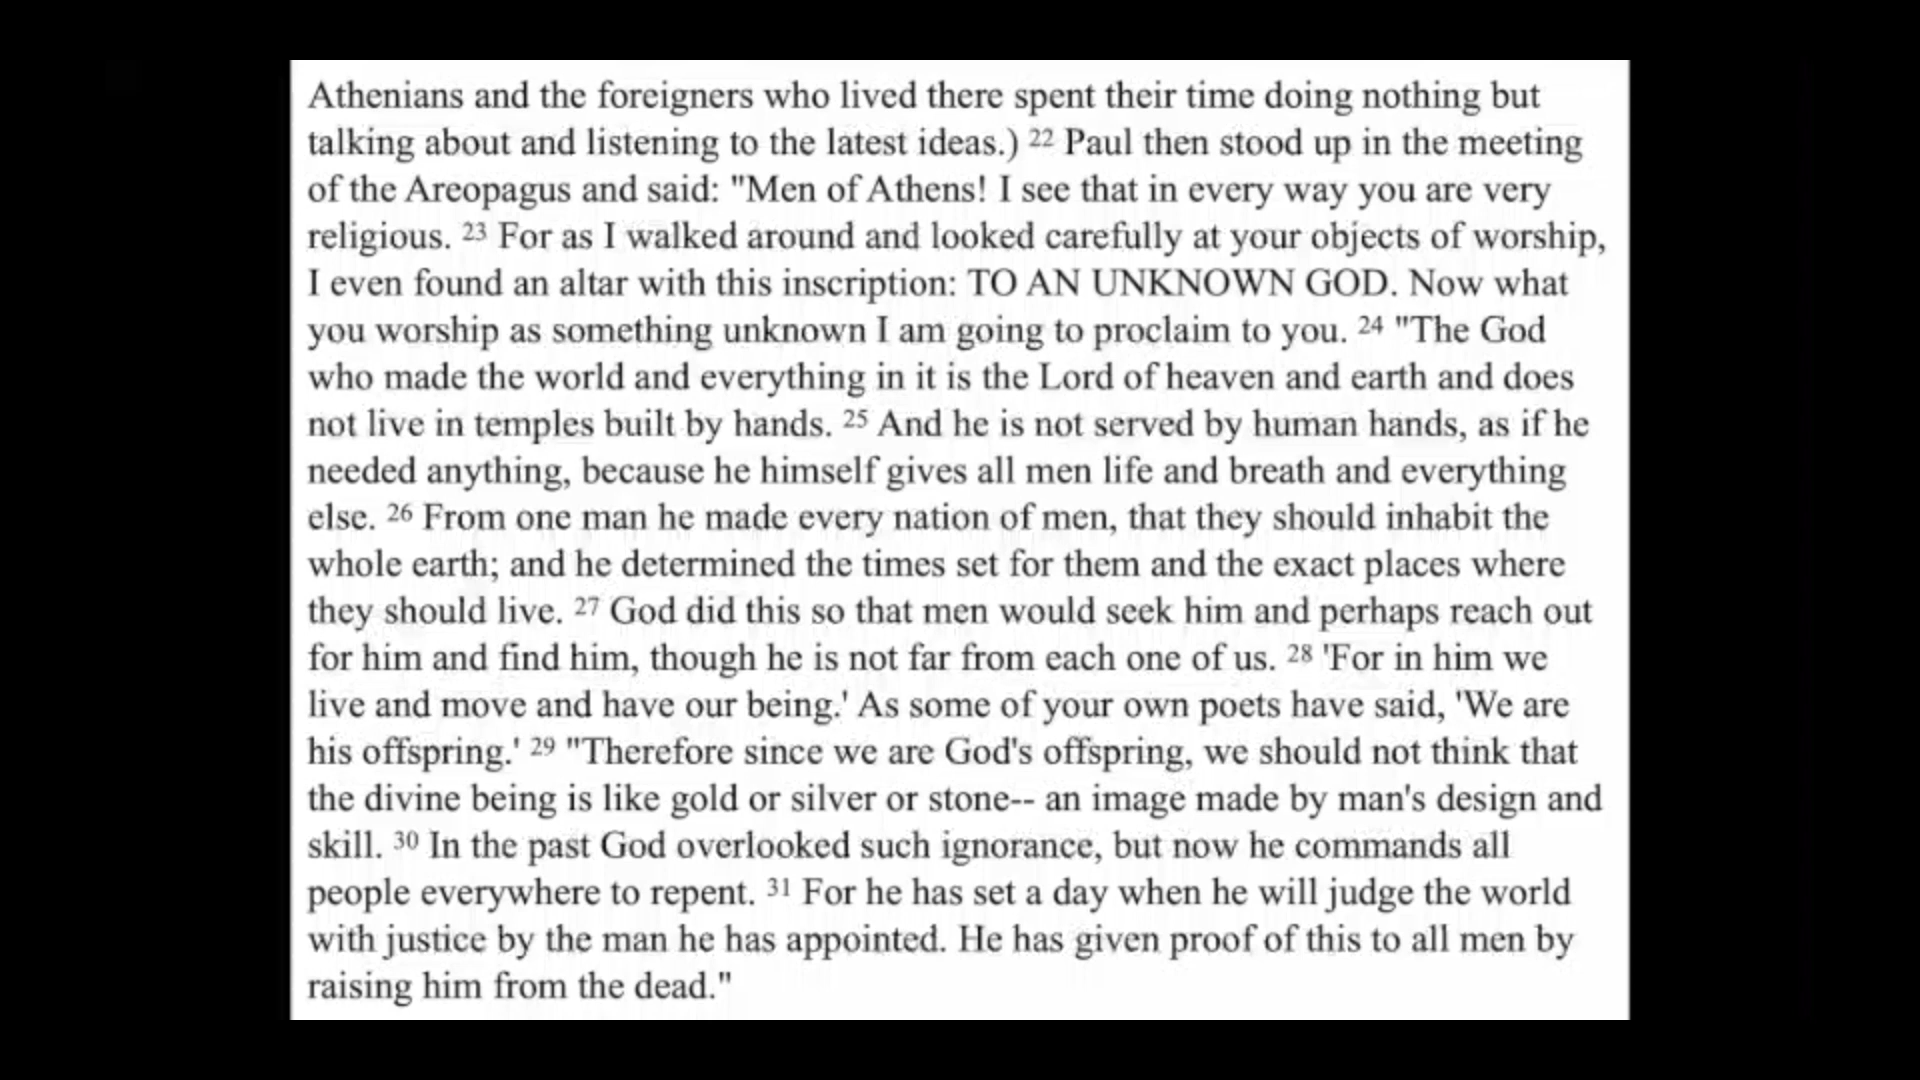 Athenians and the foreigners who lived there spent their time doing nothing but
talking about and listening to the latest ideas.) 22 Paul then stood up in the meeting
of the Areopagus and said: "Men of Athens! I see that in every way you are very
religious. 23 For as I walked around and looked carefully at your objects of worship,
I even found an altar with this inscription: TO AN UNKNOWN GOD. Now what
you worship as something unknown I am going to proclaim to you. 24 "The God
who made the world and everything in it is the Lord of heaven and earth and does
not live in temples built by hands. 25 And he is not served by human hands, as if he
needed anything, because he himself gives all men life and breath and everything
else. 26 From one man he made every nation of men, that they should inhabit the
whole earth; and he determined the times set for them and the exact places where
they should live. 27 God did this so that men would seek him and perhaps reach out
for him and find him, though he is not far from each one of us. 28 'For in him we
live and move and have our being.' As some of your own poets have said, 'We are
his offspring.' 29 "Therefore since we are God's offspring, we should not think that
the divine being is like gold or silver or stone-- an image made by man's design and
skill. 30 In the past God overlooked such ignorance, but now he commands all
people everywhere to repent. 31 For he has set a day when he will judge the world
with justice by the man he has appointed. He has given proof of this to all men by
raising him from the dead."